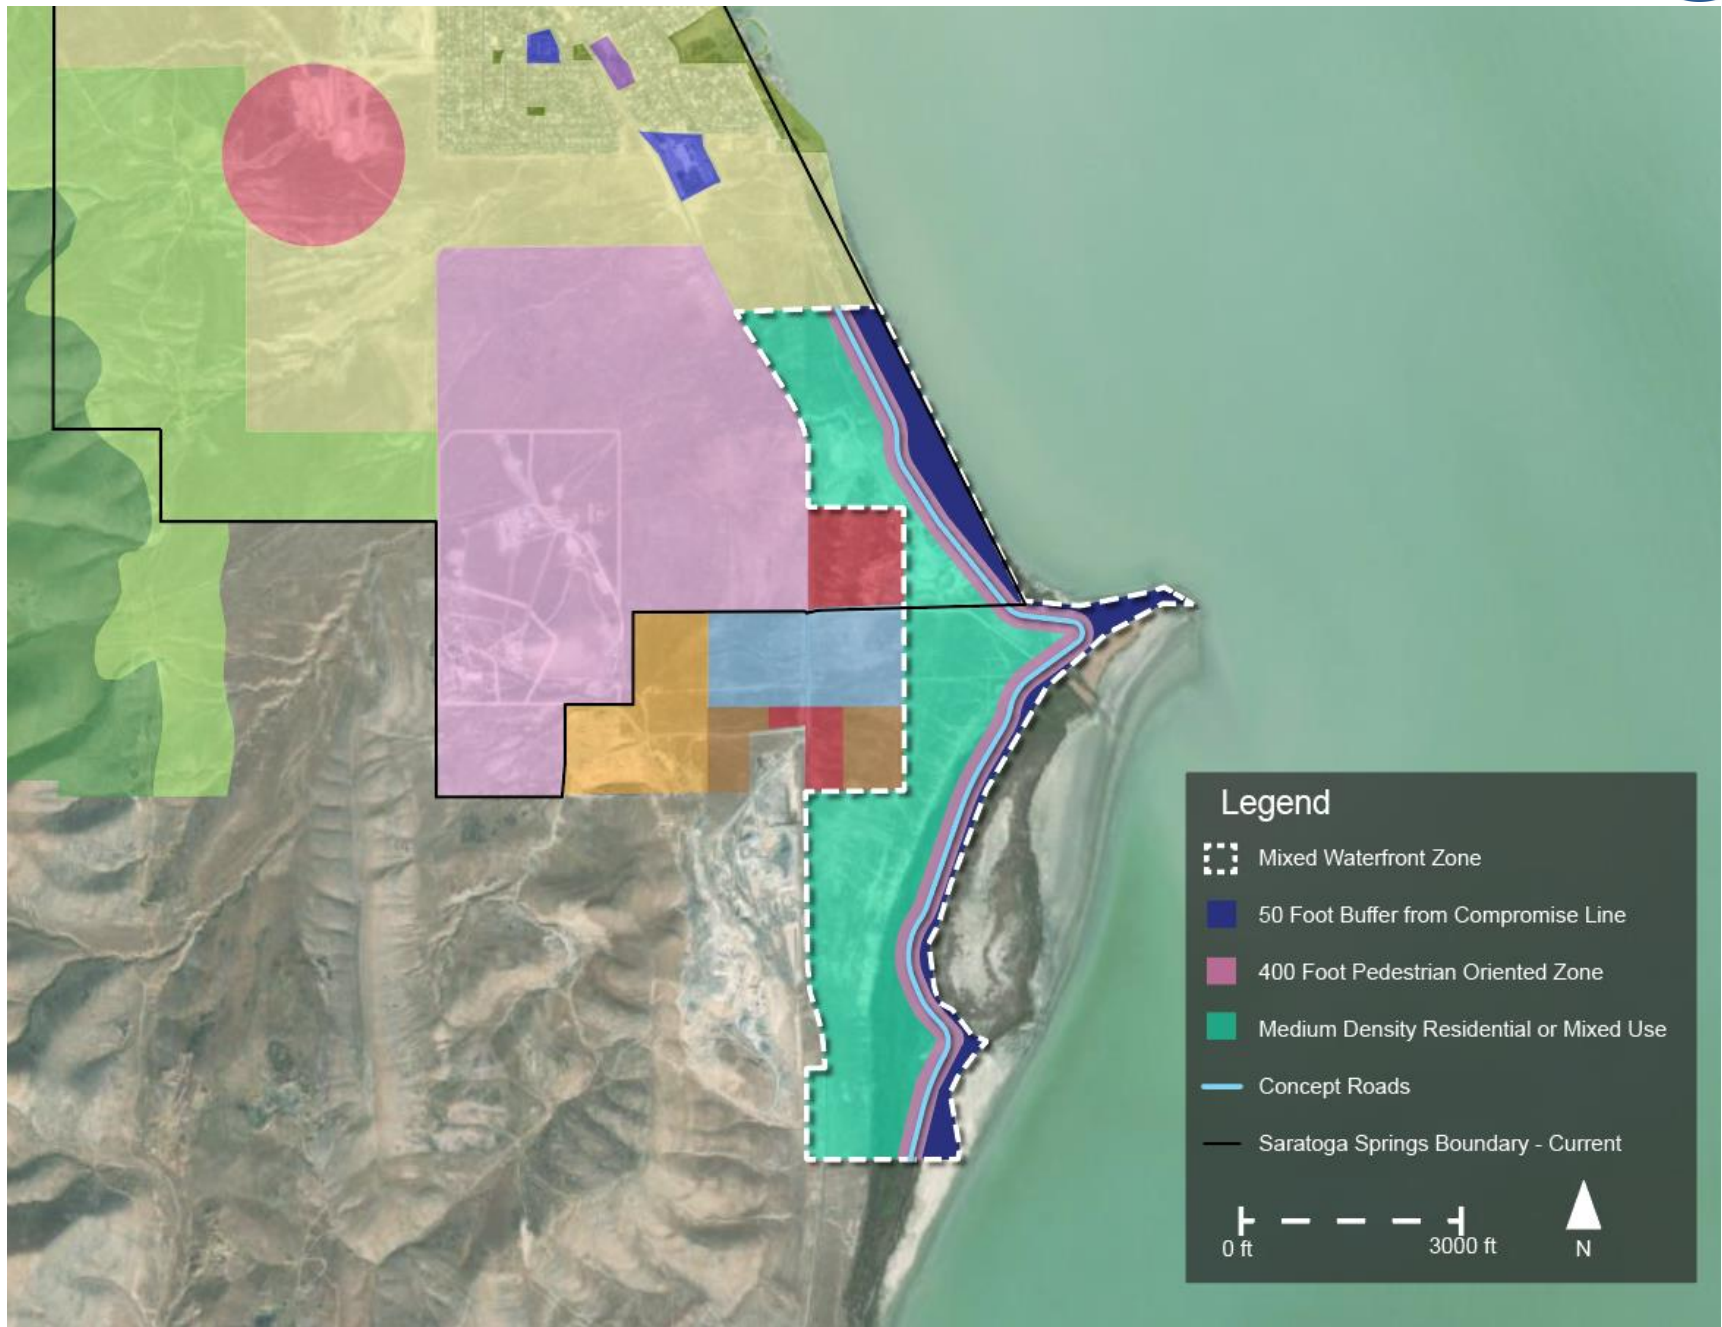 Legend
Mixed Waterfront Zone
50 Foot Buffer from Compromise Line
400 Foot Pedestrian Oriented Zone
Medium Density Residential or Mixed Use
Concept Roads
Saratoga Springs Boundary - Current
0 ft
3000 ft
N